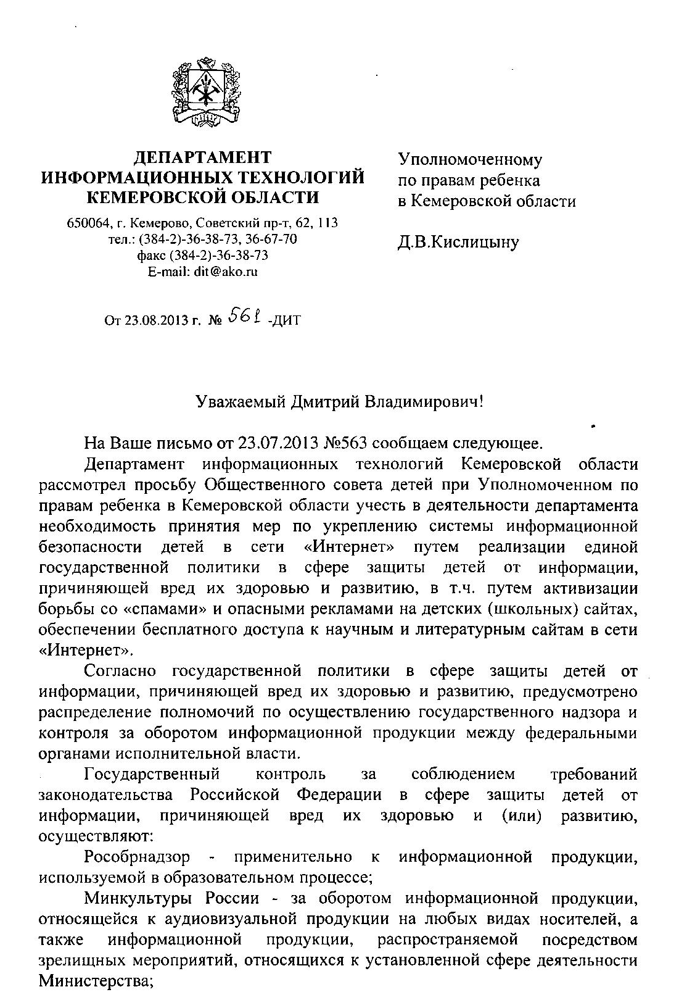 ДЕПАРТАМЕНТ
ИНФОРМАЦИОННЫХ ТЕХНОЛОГИЙ
КЕМЕРОВСКОЙ ОБЛАСТИ
650064, г. Кемерово, Советский пр-т, 62, 113
тел.: (384-2)-36-38-73, 36-67-70
факс (384-2)-36-38-73
E-mail: dit@ako.ru
От 23.08.2013 г. № 561 -ДИТ
Уполномоченному
по правам ребенка
в Кемеровской области
Д.В.Кислицыну
Уважаемый Дмитрий Владимирович!
На Ваше письмо от 23.07.2013 №563 сообщаем следующее.
Департамент информационных технологий Кемеровской области
рассмотрел просьбу Общественного совета детей при Уполномоченном по
правам ребенка в Кемеровской области учесть в деятельности департамента
необходимость принятия мер по укреплению системы информационной
безопасности детей в сети «Интернет» путем реализации единой
государственной политики в сфере защиты детей от информации,
причиняющей вред их здоровью и развитию, в т.ч. путем активизации
борьбы со «спамами» и опасными рекламами на детских (школьных) сайтах,
обеспечении бесплатного доступа к научным и литературным сайтам в сети
«Интернет».
Согласно государственной политики в сфере защиты детей от
информации, причиняющей вред их здоровью и развитию, предусмотрено
распределение полномочий по осуществлению государственного надзора и
контроля за оборотом информационной продукции между федеральными
органами исполнительной власти.
Государственный контроль за соблюдением требований
законодательства Российской Федерации в сфере защиты детей от
информации, причиняющей вред их здоровью и (или) развитию,
осуществляют:
Рособрнадзор - применительно к информационной продукции,
используемой в образовательном процессе;
Минкультуры России - за оборотом информационной продукции,
относящейся к аудиовизуальной продукции на любых видах носителей, а
также информационной продукции, распространяемой посредством
зрелищных мероприятий, относящихся к установленной сфере деятельности
Министерства;